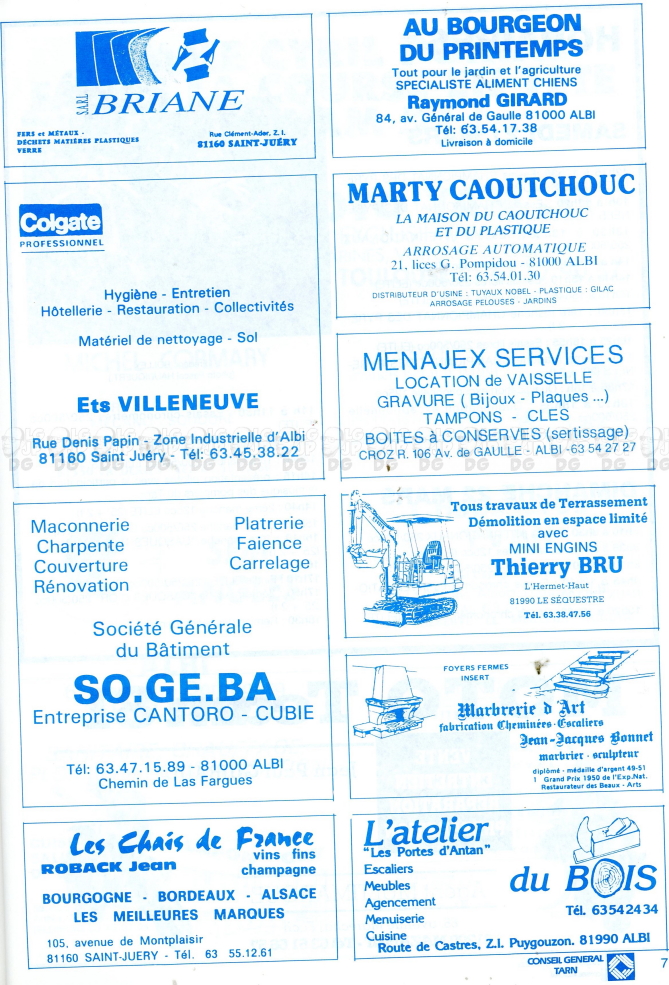 S.A.R.L
BRIANE
FERS et MÉTAUX -
DÉCHETS MATIÈRES PLASTIQUES
VERRE
Rue Clément-Ader, Z.I.
81160 SAINT-JUÉRY
AU BOURGEON
DU PRINTEMPS
Tout pour le jardin et l'agriculture
SPECIALISTE ALIMENT CHIENS
Raymond GIRARD
84, av. Général de Gaulle 81000 ALBI
Tél: 63.54.17.38
Livraison à domicile
Colgate
PROFESSIONNEL
Hygiène - Entretien
Hôtellerie - Restauration - Collectivités
Matériel de nettoyage - Sol
Ets VILLENEUVE
Rue Denis Papin - Zone Industrielle d'Albi
81160 Saint Juéry - Tél: 63.45.38.22
MARTY CAOUTCHOUC
LA MAISON DU CAOUTCHOUC
ET DU PLASTIQUE
ARROSAGE AUTOMATIQUE
21, lices G. Pompidou - 81000 ALBI
Tél: 63.54.01.30
DISTRIBUTEUR D'USINE : TUYAUX NOBEL - PLASTIQUE : GILAC
ARROSAGE PELOUSES - JARDINS
MENAJEX SERVICES
LOCATION de VAISSELLE
GRAVURE ( Bijoux - Plaques ...)
TAMPONS - CLES
BOITES à CONSERVES (sertissage)
CROZ R. 106 Av. de GAULLE - ALBI -63 54 27 27
Maconnerie
Charpente
Couverture
Rénovation
Platrerie
Faience
Carrelage
Société Générale
du Bâtiment
SO.GE.BA
Entreprise CANTORO - CUBIE
Tél: 63.47.15.89 - 81000 ALBI
Chemin de Las Fargues
Tous travaux de Terrassement
Démolition en espace limité
avec
MINI ENGINS
Thierry BRU
L'Hermet-Haut
81990 LE SÉQUESTRE
Tél. 63.38.47.56
FOYERS FERMES
INSERT
Marbrerie d'Art
fabrication Cheminées-Escaliers
Jean-Jacques Bonnet
marbrier - sculpteur
diplômé - médaille d'argent 49-51
1 Grand Prix 1950 de l'Exp.Nat.
Restaurateur des Beaux - Arts
Les Chais de France
ROBACK Jean
vins fins
champagne
BOURGOGNE - BORDEAUX - ALSACE
LES MEILLEURES MARQUES
105, avenue de Montplaisir
81160 SAINT-JUERY - Tél. 63 55.12.61
L'atelier
"Les Portes d'Antan"
Escaliers
Meubles
Agencement
Menuiserie
Cuisine
du BOIS
Tél. 63542434
Route de Castres, Z.I. Puygouzon. 81990 ALBI
CONSEIL GENERAL
TARN
7